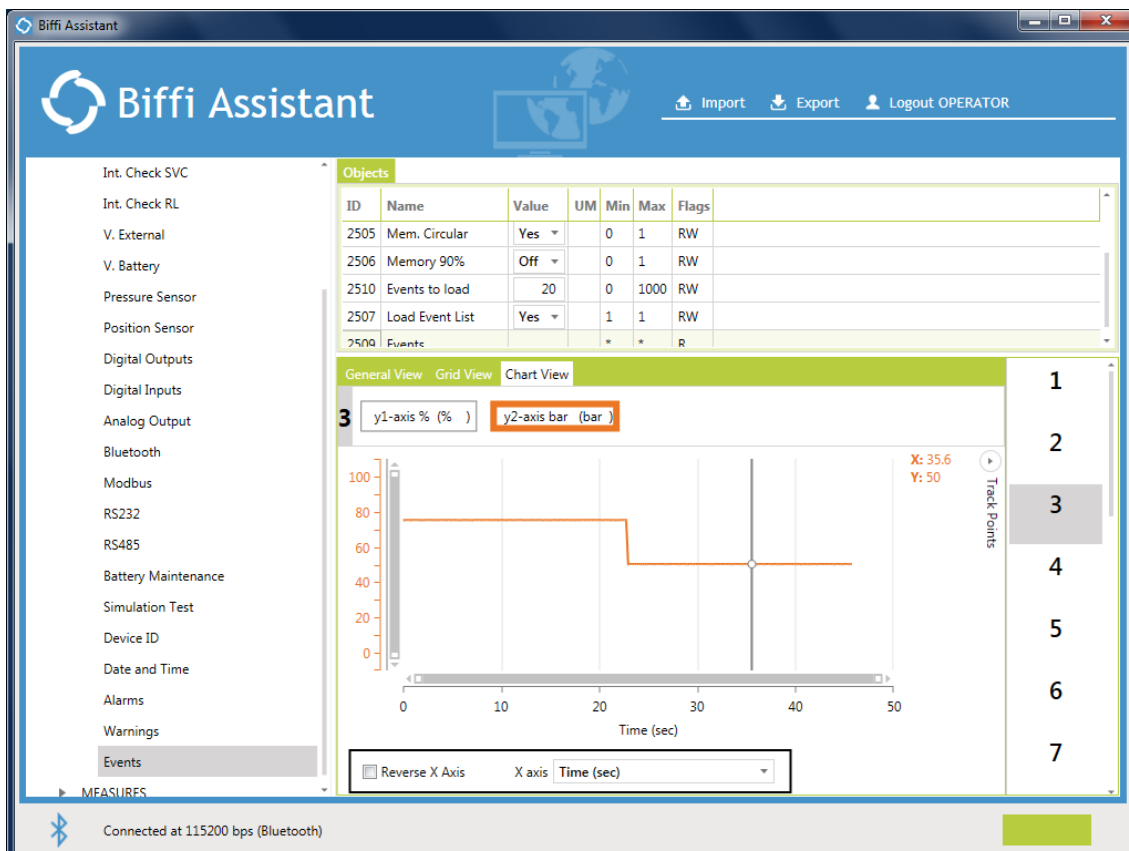 Biffi Assistant
Biffi Assistant
Import Export Logout OPERATOR
Int. Check SVC
Int. Check RL
V. External
V. Battery
Pressure Sensor
Position Sensor
Digital Outputs
Digital Inputs
Analog Output
Bluetooth
Modbus
RS232
RS485
Battery Maintenance
Simulation Test
Device ID
Date and Time
Alarms
Warnings
Events
MEASURES
Objects
ID Name Value UM Min Max Flags
2505 Mem. Circular Yes 0 1 RW
2506 Memory 90% Off 0 1 RW
2510 Events to load 20 0 1000 RW
2507 Load Event List Yes 1 1 RW
2509 Events * * R
General View Grid View Chart View
3 y1-axis % (% ) y2-axis bar (bar )
X: 35.6
Y: 50
Track Points
100
80
60
40
20
0
0 10 20 30 40 50
Time (sec)
Reverse X Axis X axis Time (sec)
1
2
3
4
5
6
7
Connected at 115200 bps (Bluetooth)